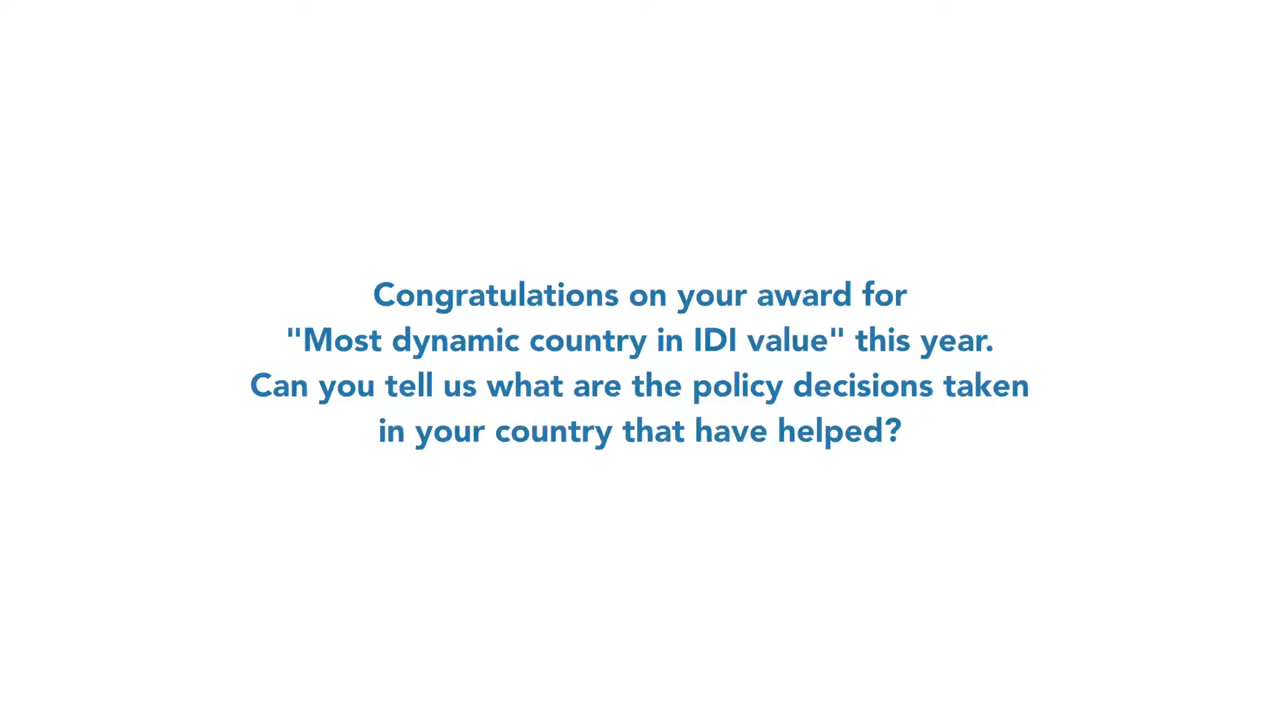 Congratulations on your award for
"Most dynamic country in IDI value" this year.
Can you tell us what are the policy decisions taken
in your country that have helped?